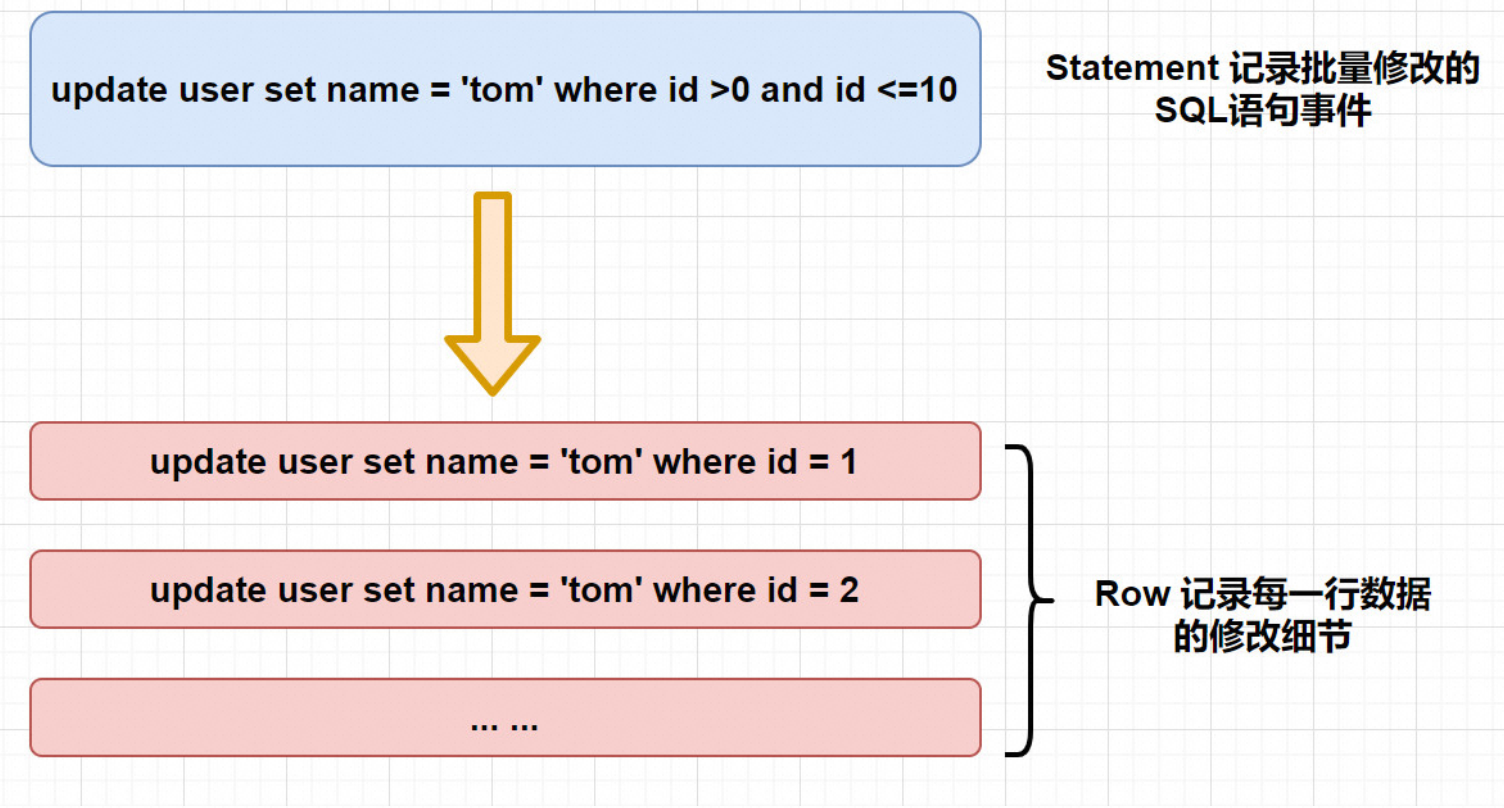 update user set name = 'tom' where id >0 and id <=10
Statement 记录批量修改的
SQL语句事件
update user set name = 'tom' where id = 1
update user set name = 'tom' where id = 2
... ...
Row 记录每一行数据
的修改细节